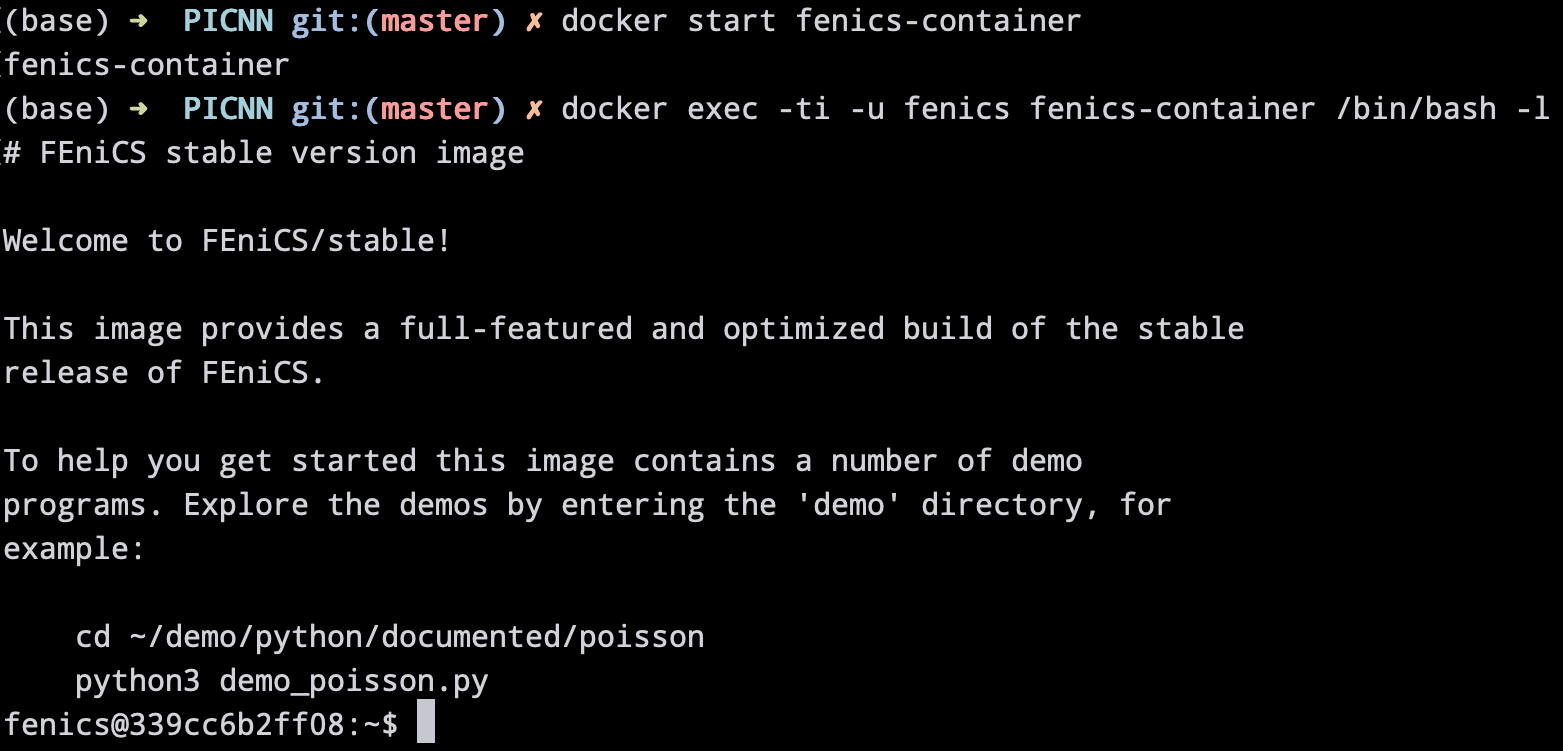 (base) ➜  PICNN git:(master) ✗ docker start fenics-container
fenics-container
(base) ➜  PICNN git:(master) ✗ docker exec -ti -u fenics fenics-container /bin/bash -l
# FEniCS stable version image
Welcome to FEniCS/stable!
This image provides a full-featured and optimized build of the stable
release of FEniCS.
To help you get started this image contains a number of demo
programs. Explore the demos by entering the 'demo' directory, for
example:
    cd ~/demo/python/documented/poisson
    python3 demo_poisson.py
fenics@339cc6b2ff08:~$